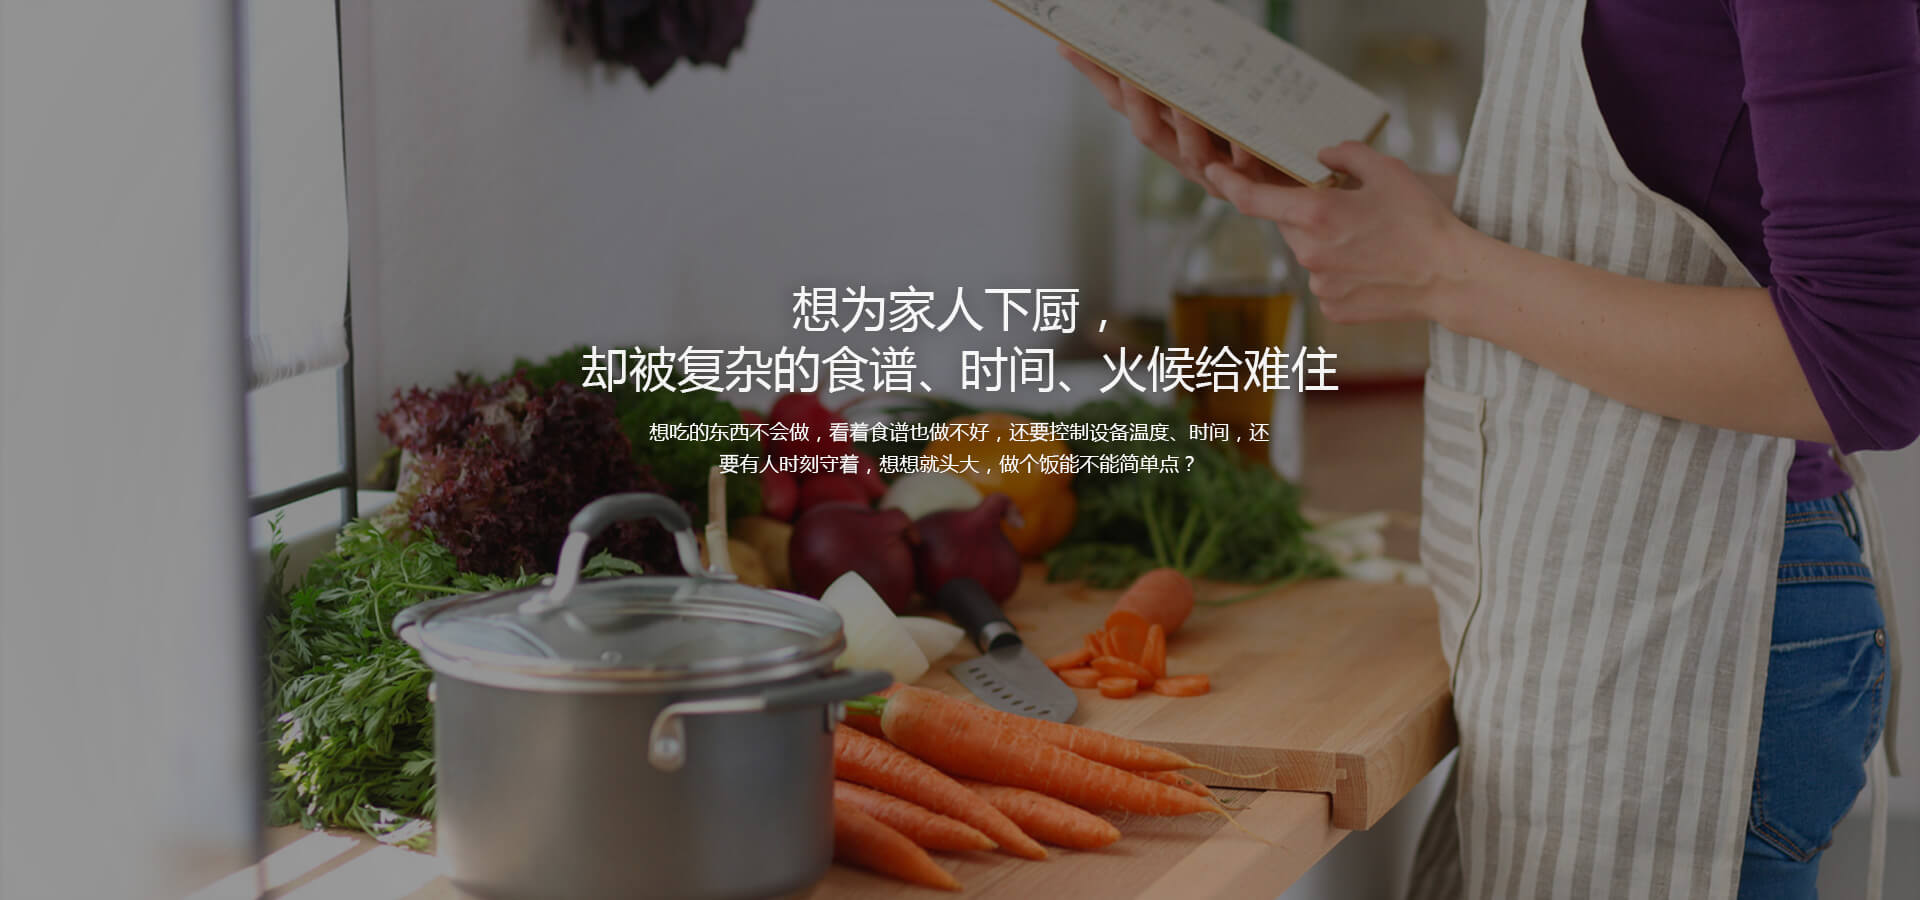 想为家人下厨，
却被复杂的食谱、时间、火候给难住
想吃的东西不会做，看着食谱也做不好，还要控制设备温度、时间，还
要有人时刻守着，想想就头大，做个饭能不能简单点？